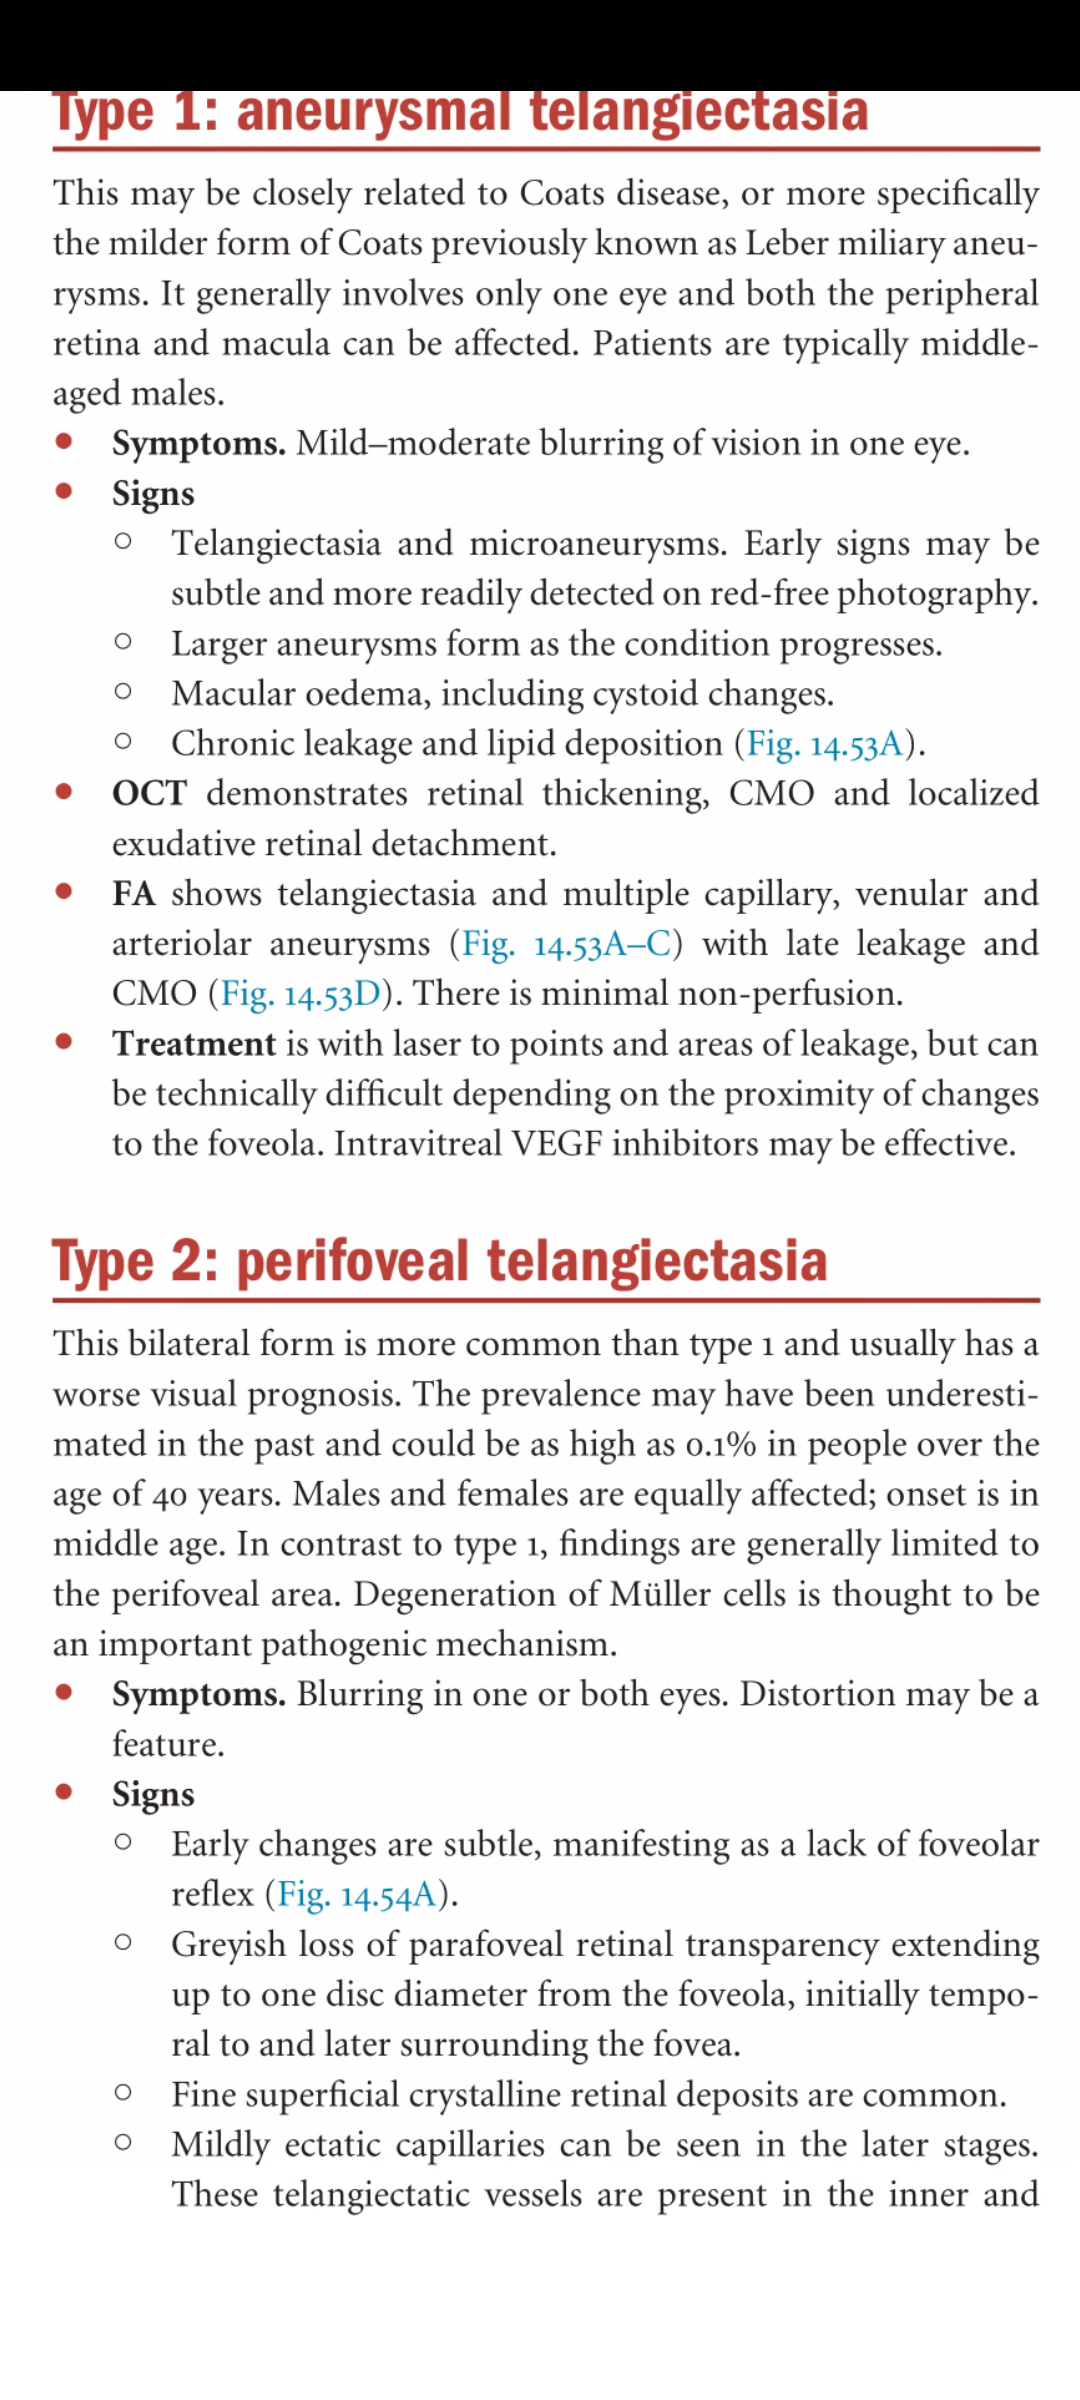 Type 1: aneurysmal telangiectasia
This may be closely related to Coats disease, or more specifically
the milder form of Coats previously known as Leber miliary aneu-
rysms. It generally involves only one eye and both the peripheral
retina and macula can be affected. Patients are typically middle-
aged males.
• Symptoms. Mild–moderate blurring of vision in one eye.
• Signs
○ Telangiectasia and microaneurysms. Early signs may be
subtle and more readily detected on red-free photography.
○ Larger aneurysms form as the condition progresses.
○ Macular oedema, including cystoid changes.
○ Chronic leakage and lipid deposition (Fig. 14.53A).
• OCT demonstrates retinal thickening, CMO and localized
exudative retinal detachment.
• FA shows telangiectasia and multiple capillary, venular and
arteriolar aneurysms (Fig. 14.53A–C) with late leakage and
CMO (Fig. 14.53D). There is minimal non-perfusion.
• Treatment is with laser to points and areas of leakage, but can
be technically difficult depending on the proximity of changes
to the foveola. Intravitreal VEGF inhibitors may be effective.
Type 2: perifoveal telangiectasia
This bilateral form is more common than type 1 and usually has a
worse visual prognosis. The prevalence may have been underesti-
mated in the past and could be as high as 0.1% in people over the
age of 40 years. Males and females are equally affected; onset is in
middle age. In contrast to type 1, findings are generally limited to
the perifoveal area. Degeneration of Müller cells is thought to be
an important pathogenic mechanism.
• Symptoms. Blurring in one or both eyes. Distortion may be a
feature.
• Signs
○ Early changes are subtle, manifesting as a lack of foveolar
reflex (Fig. 14.54A).
○ Greyish loss of parafoveal retinal transparency extending
up to one disc diameter from the foveola, initially tempo-
ral to and later surrounding the fovea.
○ Fine superficial crystalline retinal deposits are common.
○ Mildly ectatic capillaries can be seen in the later stages.
These telangiectatic vessels are present in the inner and